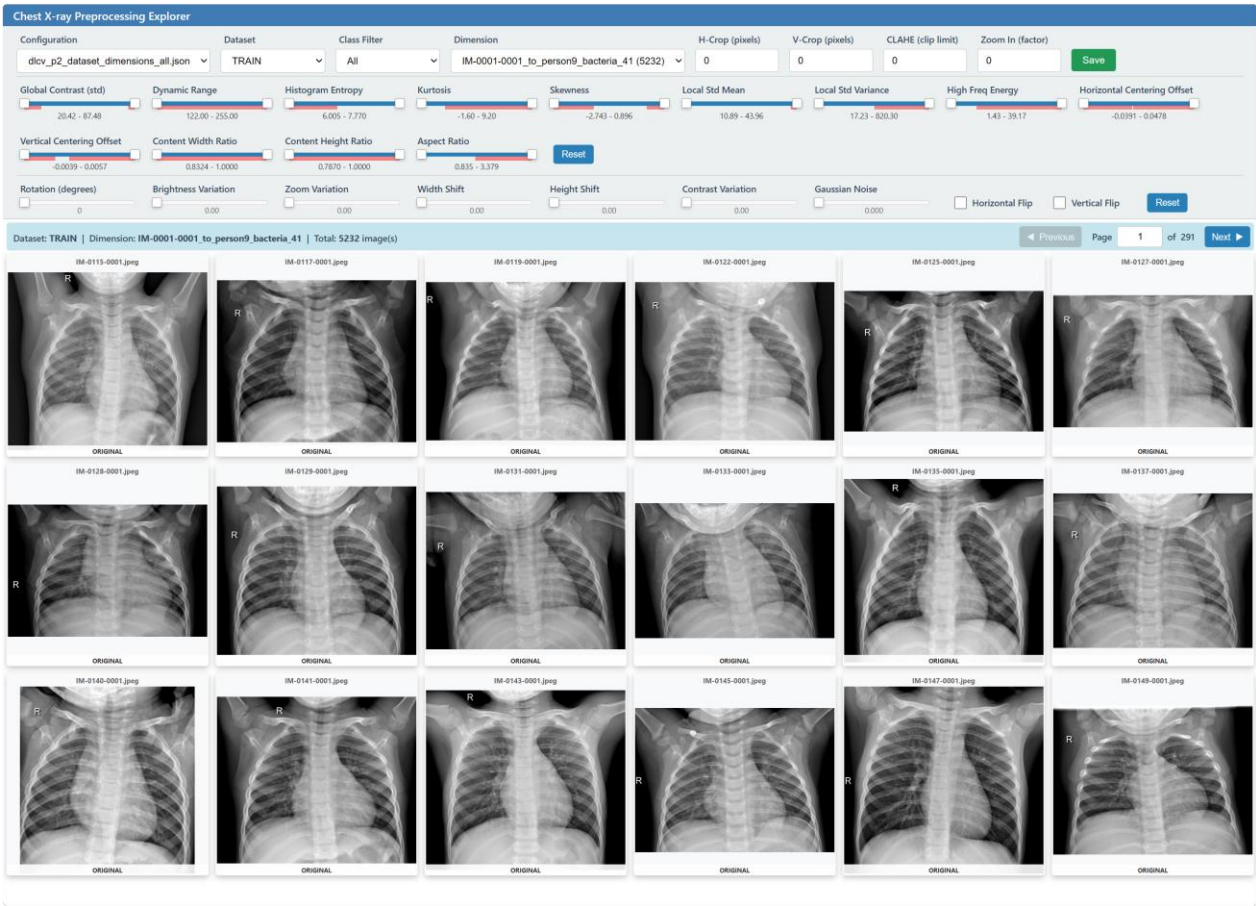 Chest X-ray Preprocessing Explorer
Configuration Dataset Class Filter Dimension H-Crop (pixels) V-Crop (pixels) CLAHE (clip limit) Zoom In (factor)
dlcv_p2_dataset_dimensions_all.json TRAIN All IM-0001-0001_to_person9_bacteria_41 (5232) 0 0 0 0 Save
Global Contrast (std) Dynamic Range Histogram Entropy Kurtosis Skewness Local Std Mean Local Std Variance High Freq Energy Horizontal Centering Offset
20.42 - 87.48 122.00 - 255.00 6.005 - 7.770 -1.60 - 9.20 -2.743 - 0.896 10.89 - 43.96 17.23 - 820.30 1.43 - 39.17 -0.0391 - 0.0478
Vertical Centering Offset Content Width Ratio Content Height Ratio Aspect Ratio Reset
-0.0039 - 0.0057 0.8324 - 1.0000 0.7870 - 1.0000 0.835 - 3.379
Rotation (degrees) Brightness Variation Zoom Variation Width Shift Height Shift Contrast Variation Gaussian Noise Horizontal Flip Vertical Flip Reset
0 0.00 0.00 0.00 0.00 0.00 0.000
Dataset: TRAIN | Dimension: IM-0001-0001_to_person9_bacteria_41 | Total: 5232 image(s) ◀ Previous Page 1 of 291 Next ▶
IM-0115-0001.jpeg IM-0117-0001.jpeg IM-0119-0001.jpeg IM-0122-0001.jpeg IM-0125-0001.jpeg IM-0127-0001.jpeg
R R R R R R
ORIGINAL ORIGINAL ORIGINAL ORIGINAL ORIGINAL ORIGINAL
IM-0128-0001.jpeg IM-0129-0001.jpeg IM-0131-0001.jpeg IM-0133-0001.jpeg IM-0135-0001.jpeg IM-0137-0001.jpeg
R R R R R
ORIGINAL ORIGINAL ORIGINAL ORIGINAL ORIGINAL ORIGINAL
IM-0140-0001.jpeg IM-0141-0001.jpeg IM-0143-0001.jpeg IM-0145-0001.jpeg IM-0147-0001.jpeg IM-0149-0001.jpeg
R R R R R R
ORIGINAL ORIGINAL ORIGINAL ORIGINAL ORIGINAL ORIGINAL